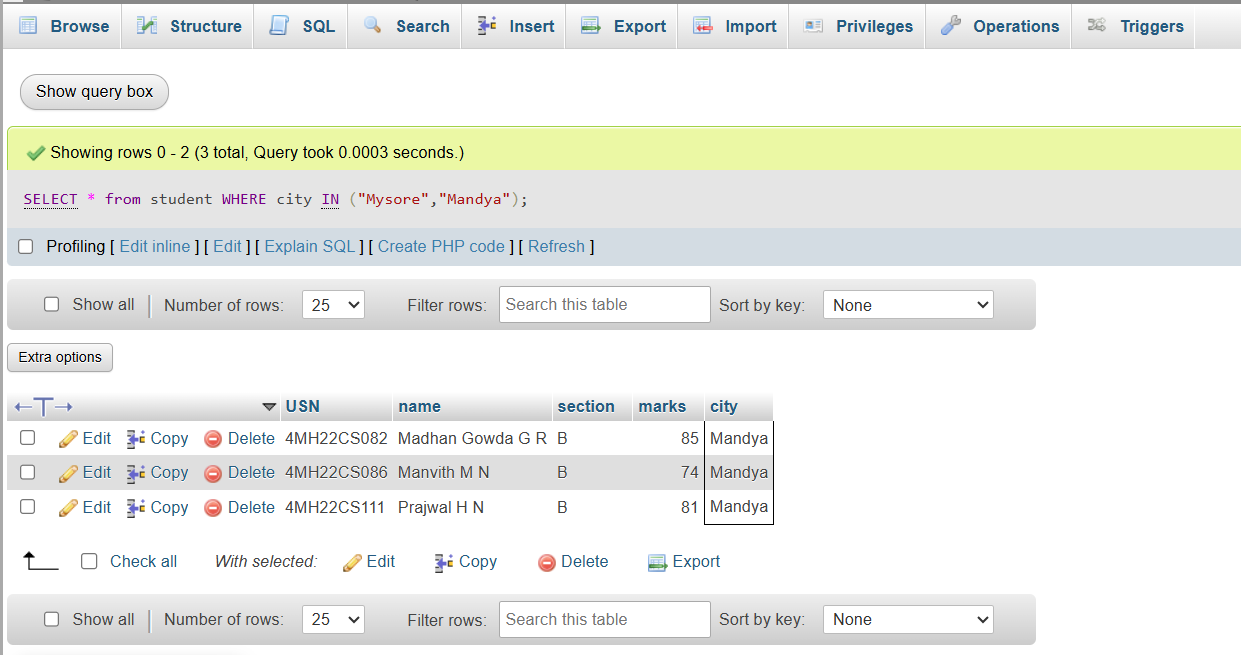 Browse Structure SQL Search Insert Export Import Privileges Operations Triggers
Show query box
Showing rows 0 - 2 (3 total, Query took 0.0003 seconds.)
SELECT * from student WHERE city IN ("Mysore","Mandya");
Profiling [ Edit inline ] [ Edit ] [ Explain SQL ] [ Create PHP code ] [ Refresh ]
Show all Number of rows: 25 Filter rows: Search this table Sort by key: None
Extra options
USN name section marks city
Edit Copy Delete 4MH22CS082 Madhan Gowda G R B 85 Mandya
Edit Copy Delete 4MH22CS086 Manvith M N B 74 Mandya
Edit Copy Delete 4MH22CS111 Prajwal H N B 81 Mandya
Check all With selected: Edit Copy Delete Export
Show all Number of rows: 25 Filter rows: Search this table Sort by key: None